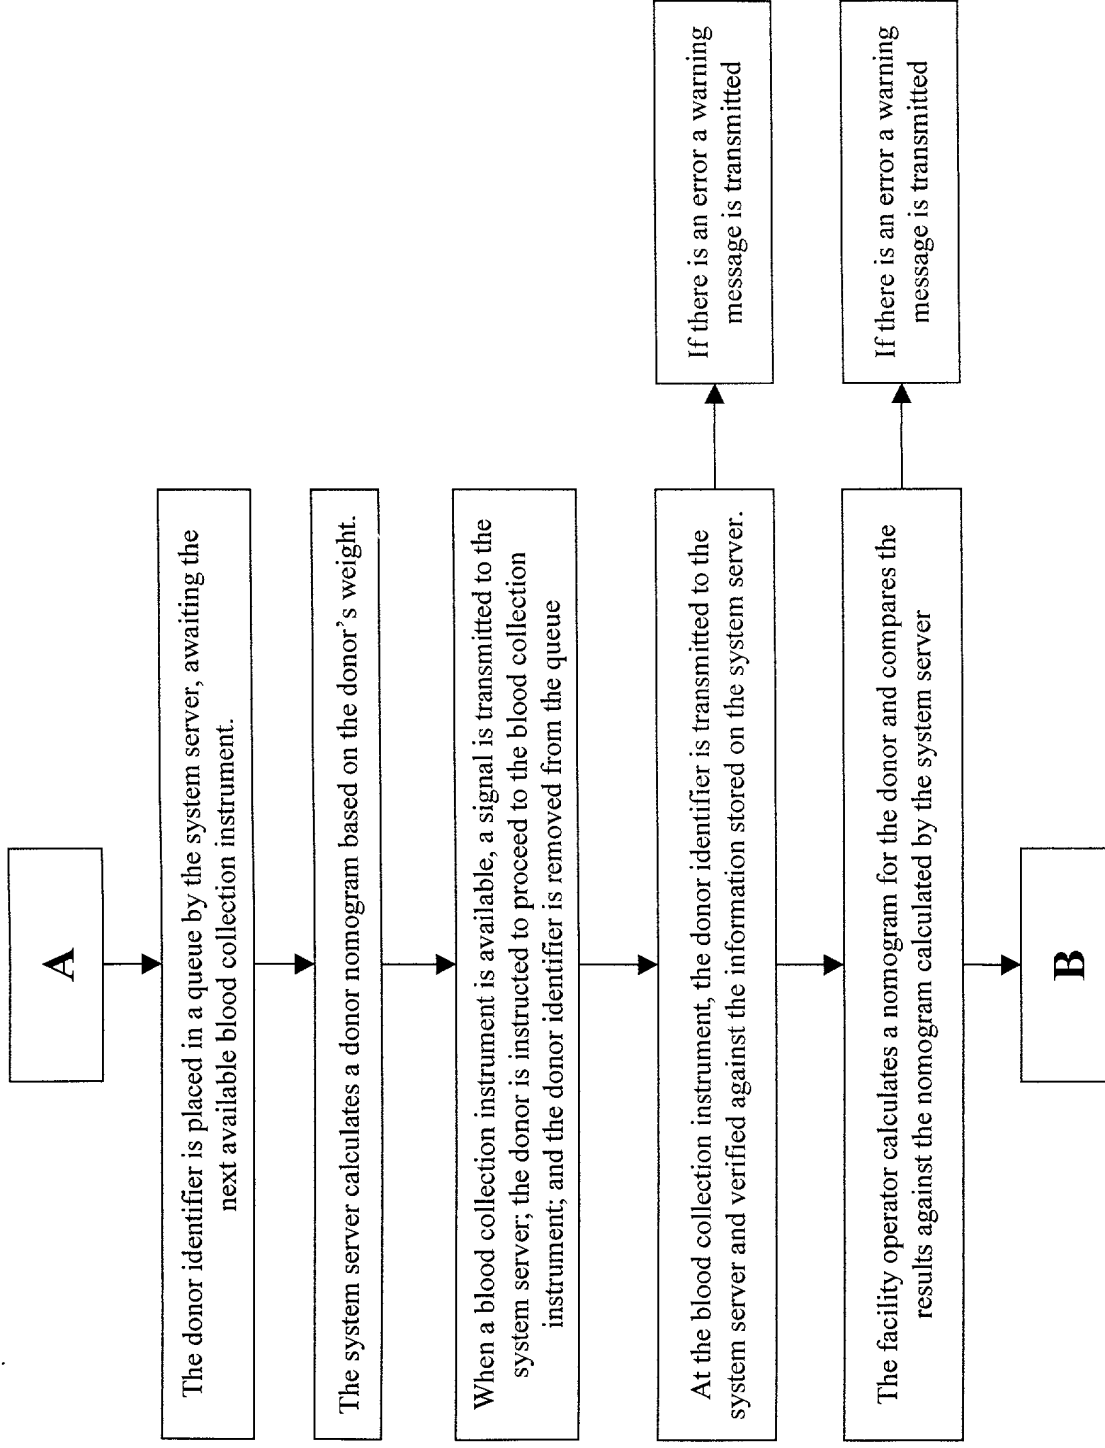 A
The donor identifier is placed in a queue by the system server, awaiting the
next available blood collection instrument.
The system server calculates a donor nomogram based on the donor's weight.
When a blood collection instrument is available, a signal is transmitted to the
system server; the donor is instructed to proceed to the blood collection
instrument; and the donor identifier is removed from the queue
At the blood collection instrument, the donor identifier is transmitted to the
system server and verified against the information stored on the system server.
If there is an error a warning
message is transmitted
The facility operator calculates a nomogram for the donor and compares the
results against the nomogram calculated by the system server
If there is an error a warning
message is transmitted
B